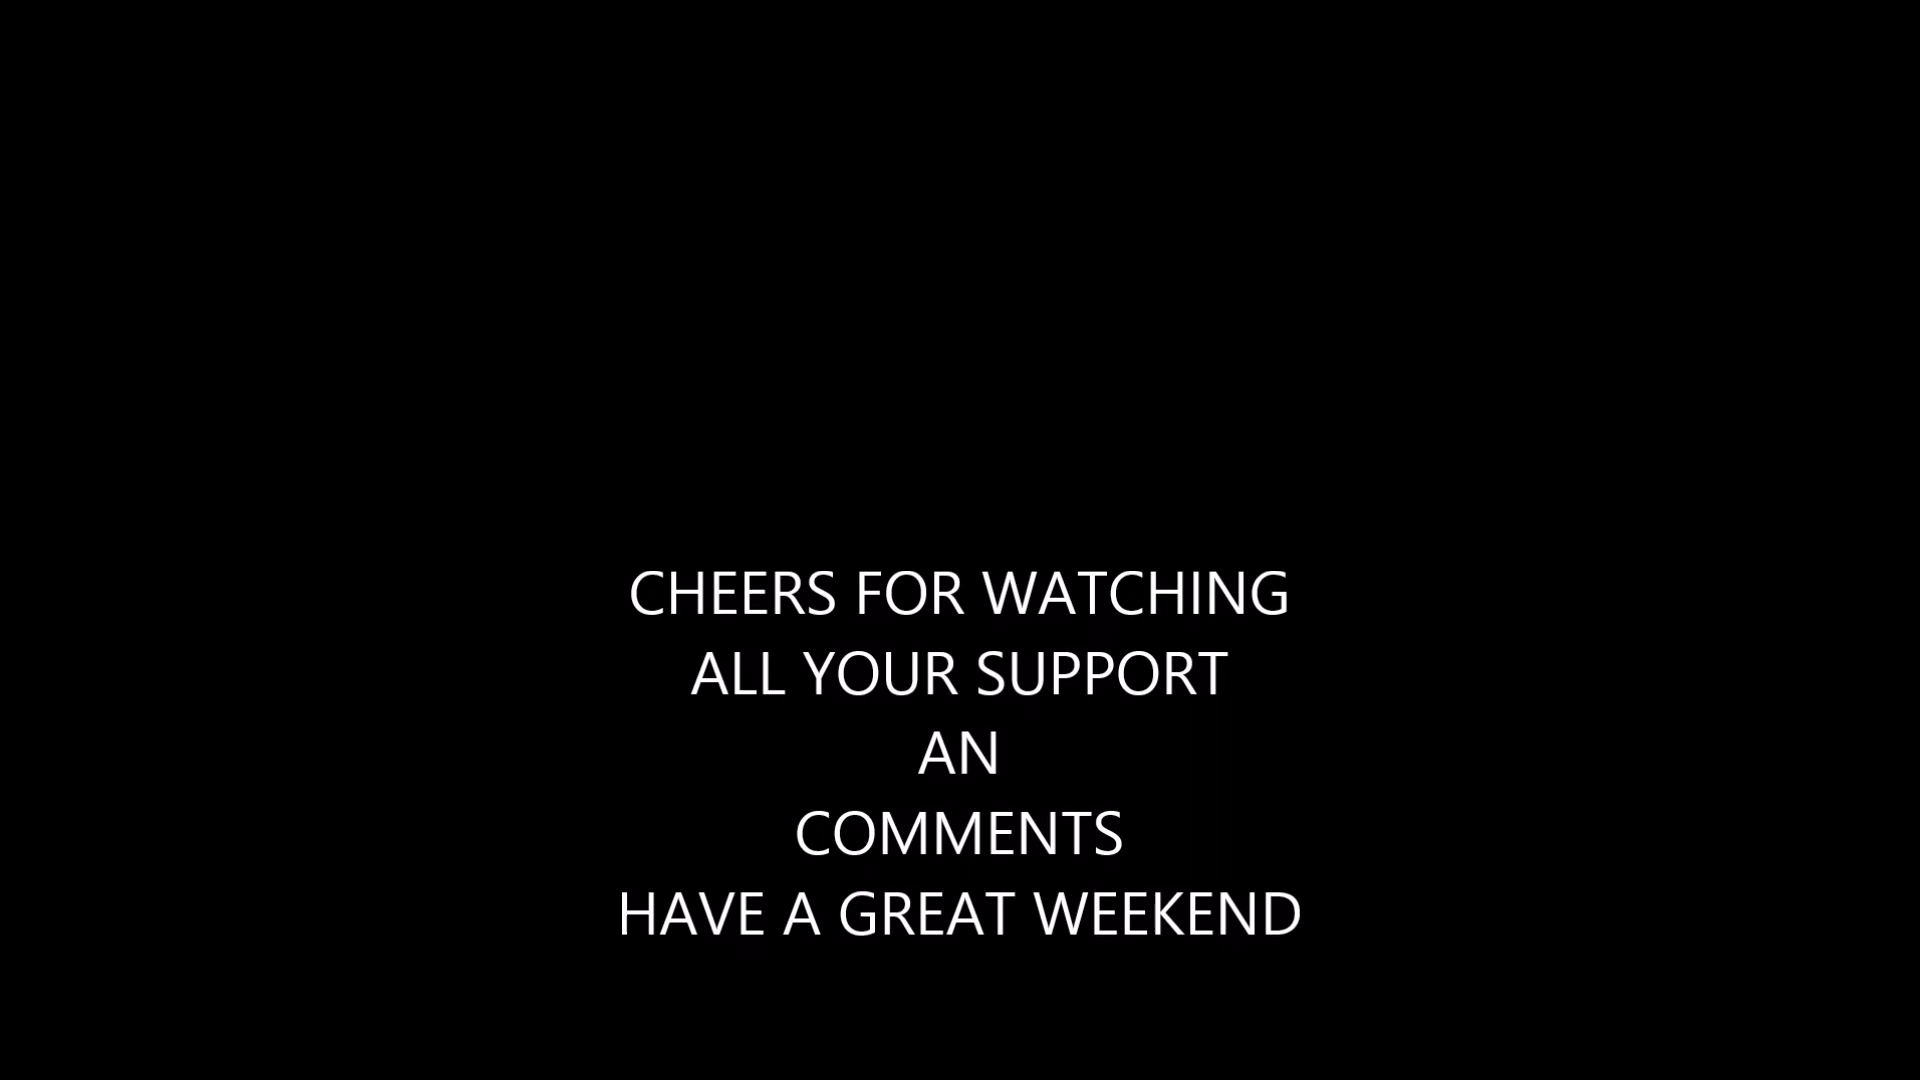 CHEERS FOR WATCHING
ALL YOUR SUPPORT
AN
COMMENTS
HAVE A GREAT WEEKEND